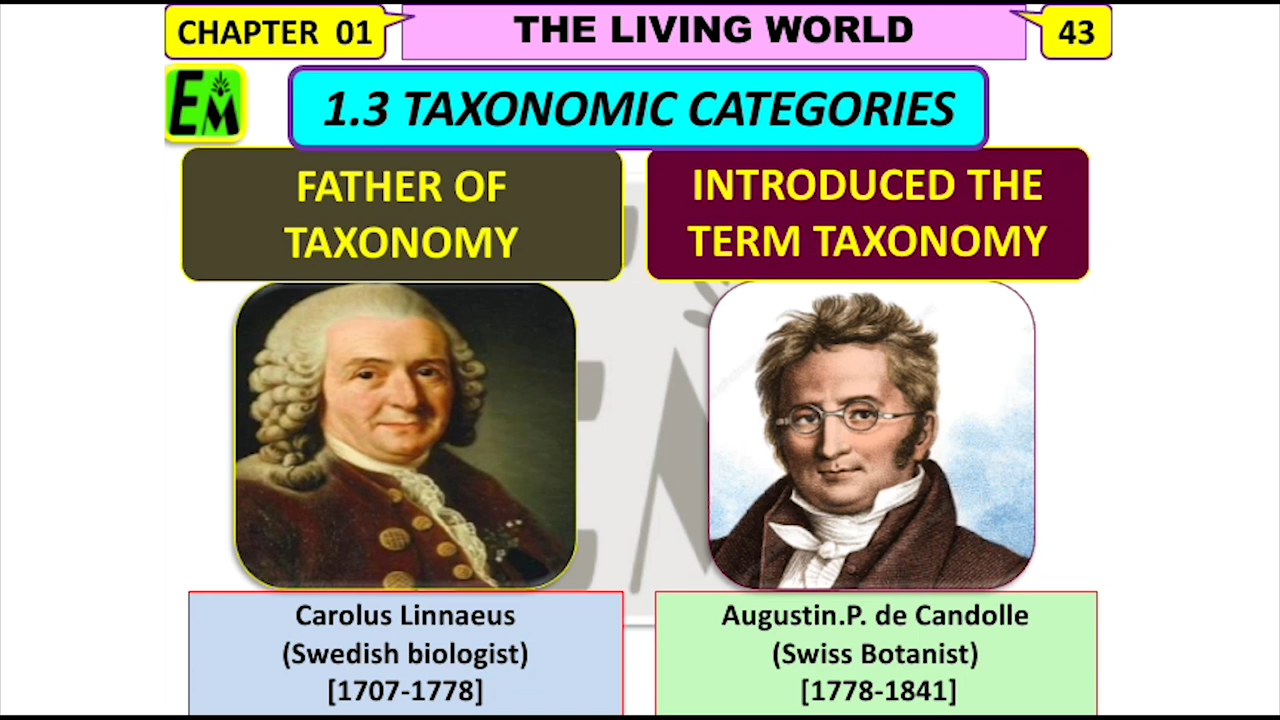 CHAPTER 01
THE LIVING WORLD
43
EM
1.3 TAXONOMIC CATEGORIES
FATHER OF
TAXONOMY
INTRODUCED THE
TERM TAXONOMY
Carolus Linnaeus
(Swedish biologist)
[1707-1778]
Augustin.P. de Candolle
(Swiss Botanist)
[1778-1841]